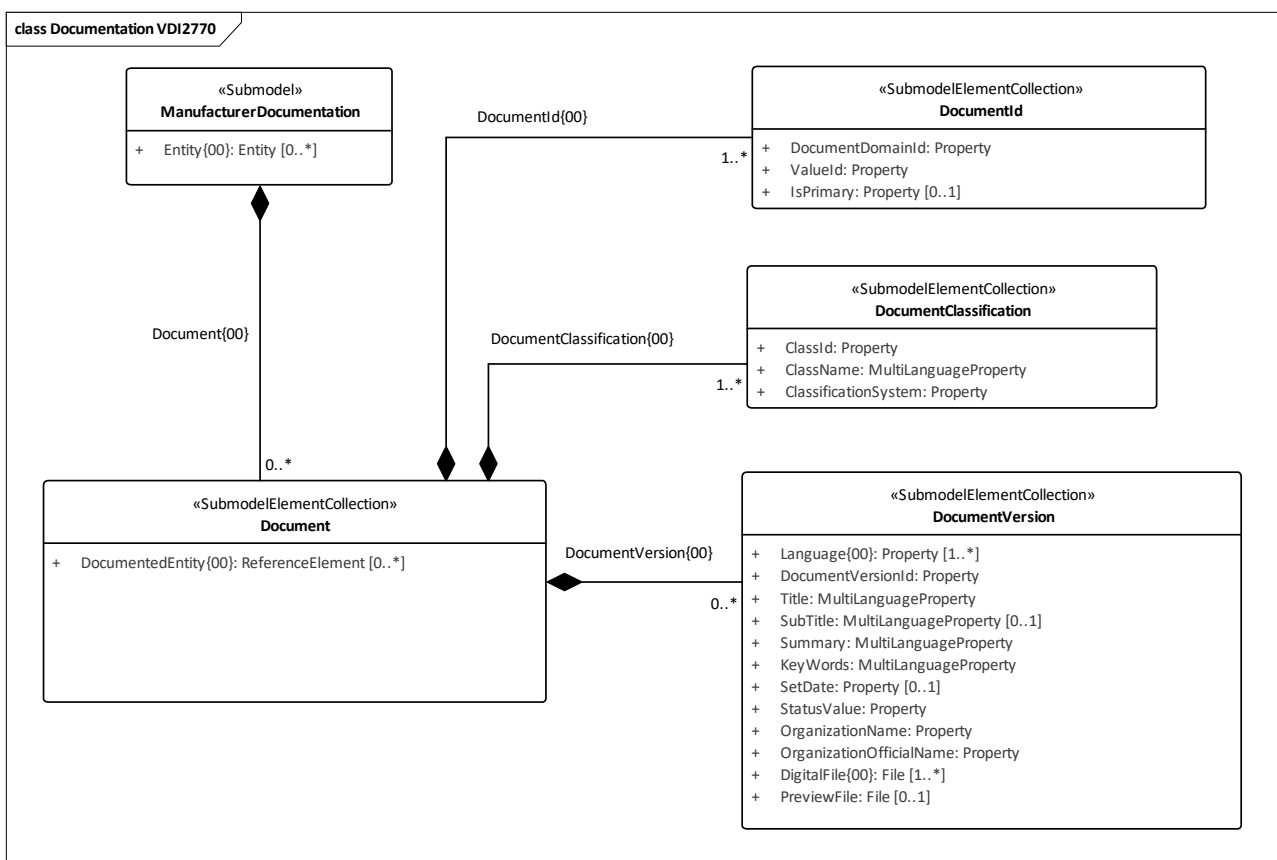 class Documentation VDI2770
«Submodel»
ManufacturerDocumentation
+ Entity{00}: Entity [0..*]
Document{00}
0..*
«SubmodelElementCollection»
Document
+ DocumentedEntity{00}: ReferenceElement [0..*]
DocumentId{00}
1..*
«SubmodelElementCollection»
DocumentId
+ DocumentDomainId: Property
+ ValueId: Property
+ IsPrimary: Property [0..1]
DocumentClassification{00}
1..*
«SubmodelElementCollection»
DocumentClassification
+ ClassId: Property
+ ClassName: MultiLanguageProperty
+ ClassificationSystem: Property
DocumentVersion{00}
0..*
«SubmodelElementCollection»
DocumentVersion
+ Language{00}: Property [1..*]
+ DocumentVersionId: Property
+ Title: MultiLanguageProperty
+ SubTitle: MultiLanguageProperty [0..1]
+ Summary: MultiLanguageProperty
+ KeyWords: MultiLanguageProperty
+ SetDate: Property [0..1]
+ StatusValue: Property
+ OrganizationName: Property
+ OrganizationOfficialName: Property
+ DigitalFile{00}: File [1..*]
+ PreviewFile: File [0..1]